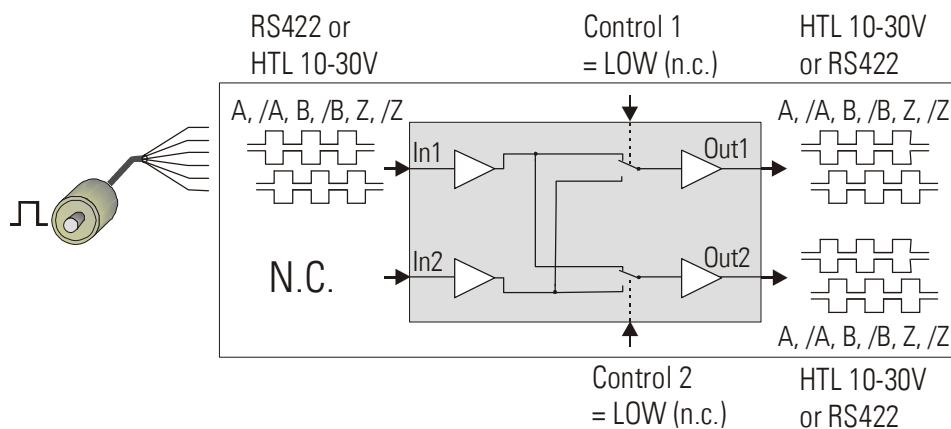 RS422 or
HTL 10-30V
Control 1
= LOW (n.c.)
HTL 10-30V
or RS422
A, /A, B, /B, Z, /Z
A, /A, B, /B, Z, /Z
In1
Out1
In2
Out2
N.C.
A, /A, B, /B, Z, /Z
Control 2
= LOW (n.c.)
HTL 10-30V
or RS422